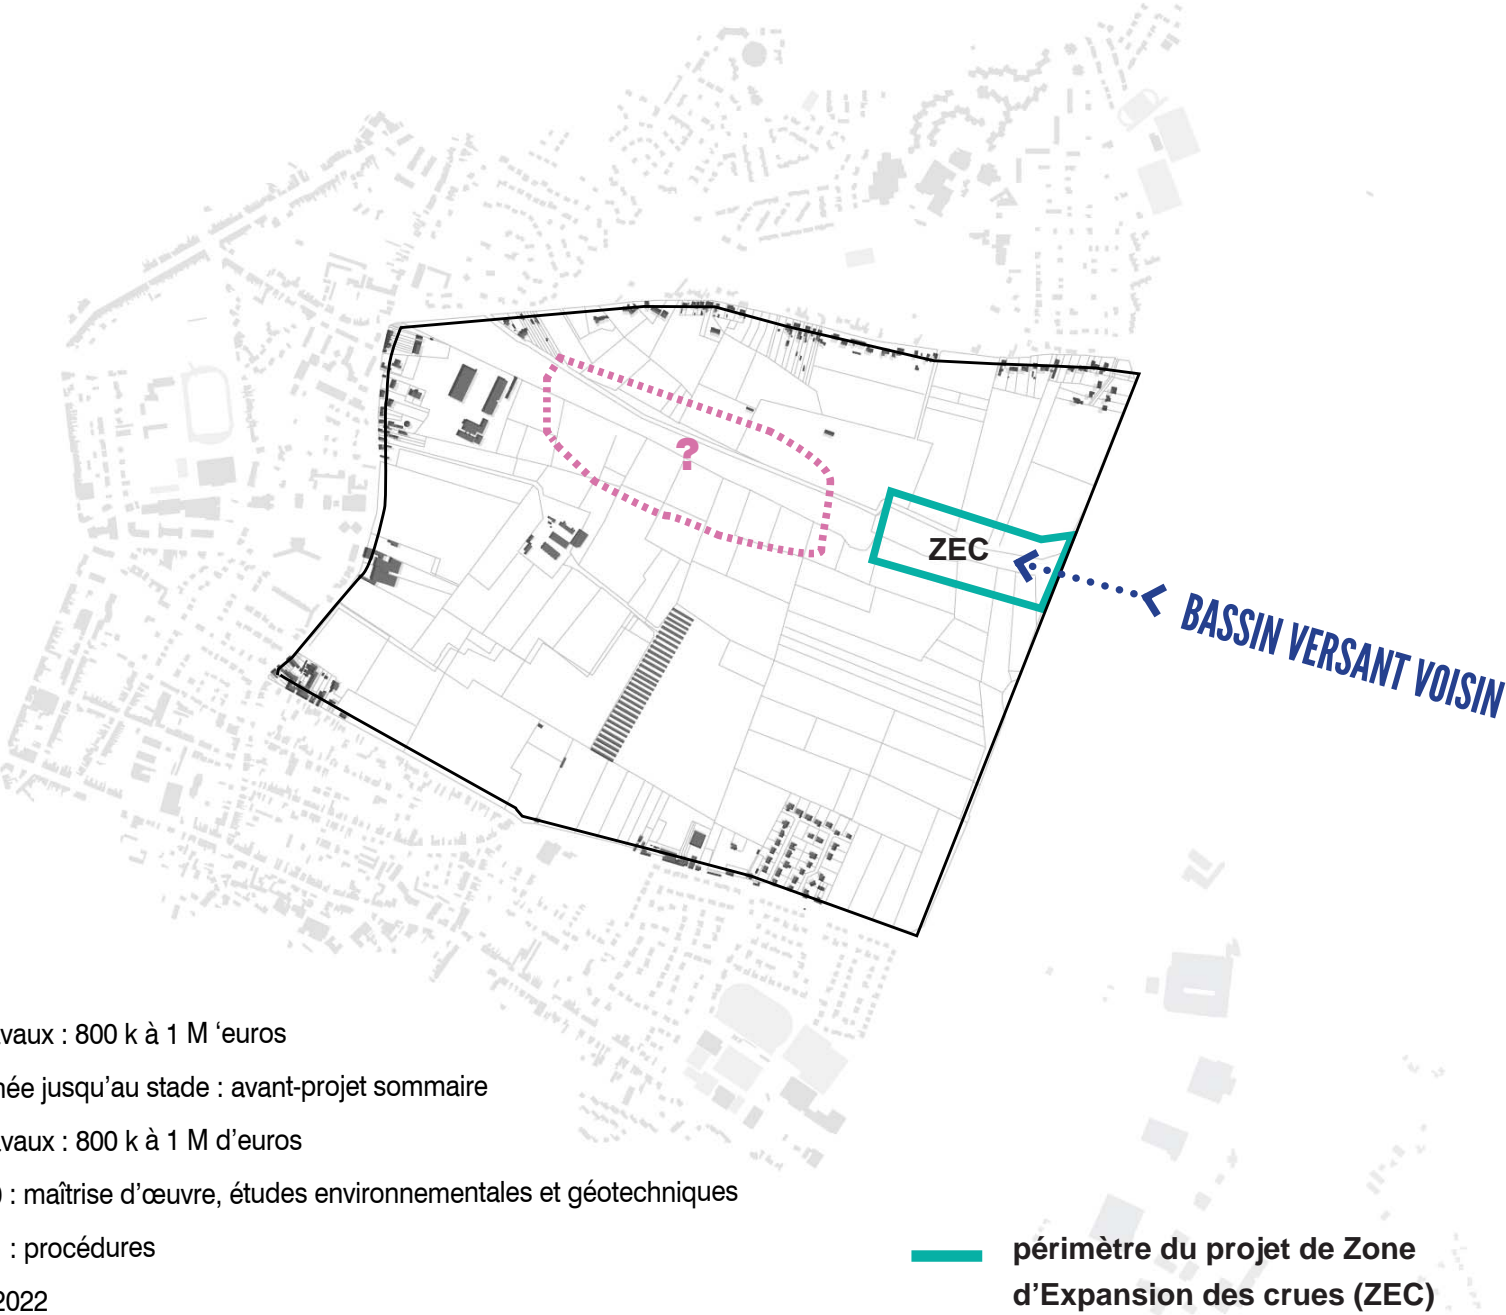 ?
ZEC
BASSIN VERSANT VOISIN
vaux : 800 k à 1 M ‘euros
née jusqu’au stade : avant-projet sommaire
vaux : 800 k à 1 M d’euros
: maîtrise d’œuvre, études environnementales et géotechniques
: procédures
2022
périmètre du projet de Zone
d’Expansion des crues (ZEC)